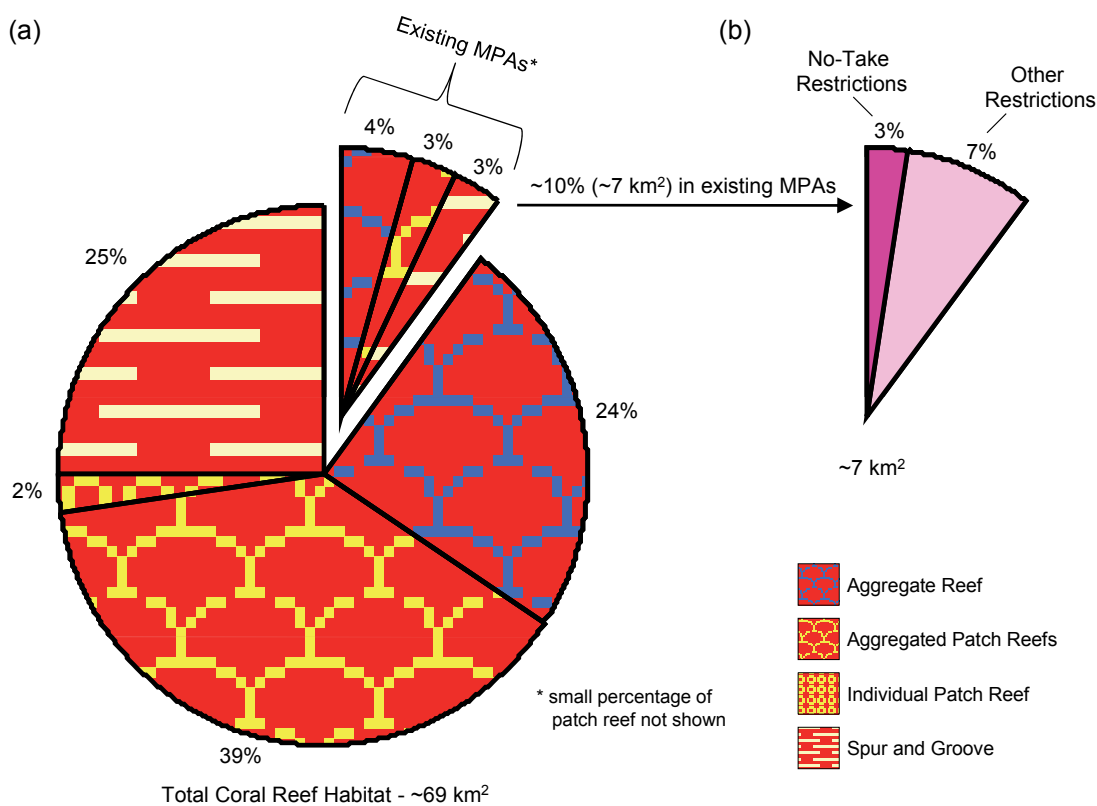 (a)
Existing MPAs*
4%
3%
3%
~10% (~7 km²) in existing MPAs
25%
24%
2%
39%
* small percentage of
patch reef not shown
Total Coral Reef Habitat - ~69 km²
(b)
No-Take
Restrictions
Other
Restrictions
3%
7%
~7 km²
Aggregate Reef
Aggregated Patch Reefs
Individual Patch Reef
Spur and Groove